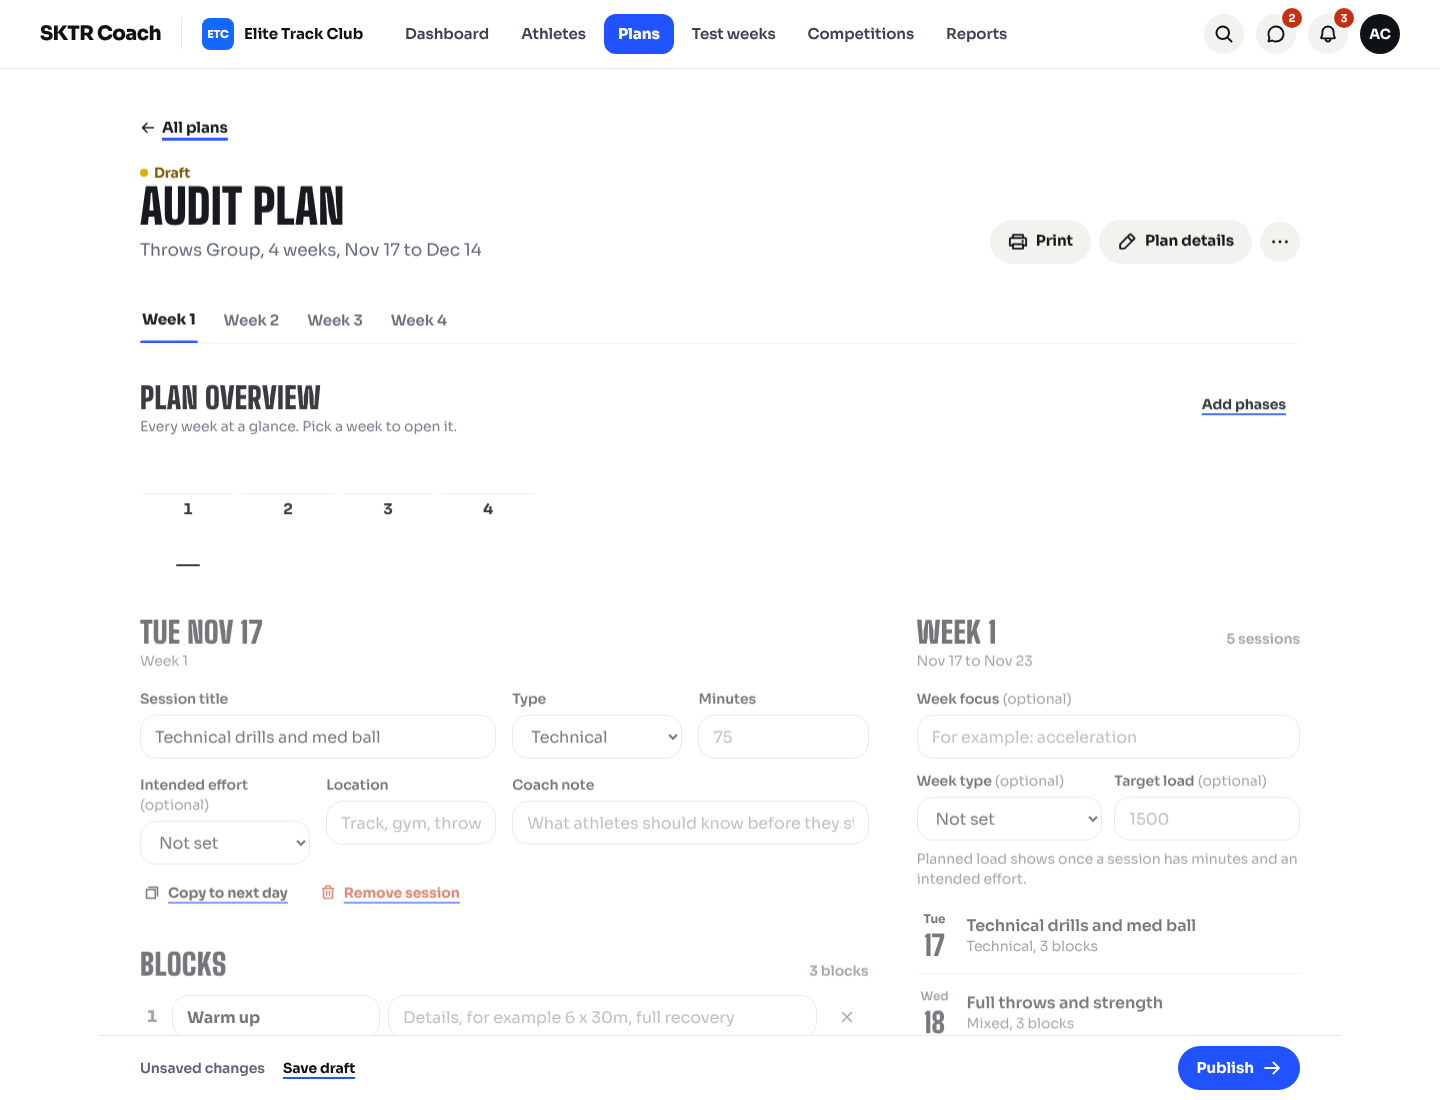 SKTR Coach
ETC
Elite Track Club
Dashboard
Athletes
Plans
Test weeks
Competitions
Reports
2
3
AC
All plans
Draft
AUDIT PLAN
Throws Group, 4 weeks, Nov 17 to Dec 14
Print
Plan details
Week 1
Week 2
Week 3
Week 4
PLAN OVERVIEW
Every week at a glance. Pick a week to open it.
Add phases
1
2
3
4
TUE NOV 17
Week 1
Session title
Type
Minutes
Technical drills and med ball
Technical
75
Intended effort
(optional)
Location
Coach note
Not set
Track, gym, throw
What athletes should know before they st
Copy to next day
Remove session
BLOCKS
3 blocks
1
Warm up
Details, for example 6 x 30m, full recovery
WEEK 1
5 sessions
Nov 17 to Nov 23
Week focus (optional)
For example: acceleration
Week type (optional)
Target load (optional)
Not set
1500
Planned load shows once a session has minutes and an
intended effort.
Tue
17
Technical drills and med ball
Technical, 3 blocks
Wed
18
Full throws and strength
Mixed, 3 blocks
Unsaved changes
Save draft
Publish